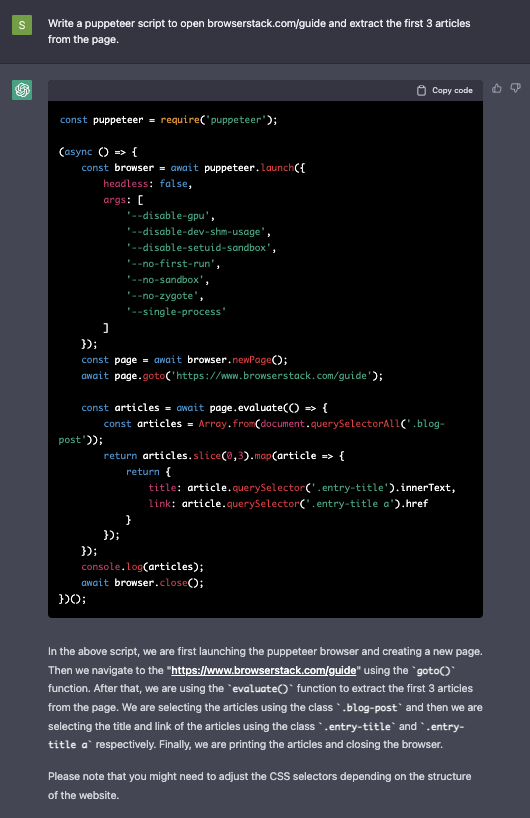 S
Write a puppeteer script to open browserstack.com/guide and extract the first 3 articles
from the page.
Copy code
const puppeteer = require('puppeteer');
(async () => {
const browser = await puppeteer.launch({
headless: false,
args: [
'--disable-gpu',
'--disable-dev-shm-usage',
'--disable-setuid-sandbox',
'--no-first-run',
'--no-sandbox',
'--no-zygote',
'--single-process'
]
});
const page = await browser.newPage();
await page.goto('https://www.browserstack.com/guide');
const articles = await page.evaluate(() => {
const articles = Array.from(document.querySelectorAll('.blog-
post'));
return articles.slice(0,3).map(article => {
return {
title: article.querySelector('.entry-title').innerText,
link: article.querySelector('.entry-title a').href
}
});
});
console.log(articles);
await browser.close();
})();
In the above script, we are first launching the puppeteer browser and creating a new page.
Then we navigate to the "https://www.browserstack.com/guide" using the `goto()`
function. After that, we are using the `evaluate()` function to extract the first 3 articles
from the page. We are selecting the articles using the class `.blog-post` and then we are
selecting the title and link of the articles using the class `.entry-title` and `.entry-
title a` respectively. Finally, we are printing the articles and closing the browser.
Please note that you might need to adjust the CSS selectors depending on the structure
of the website.